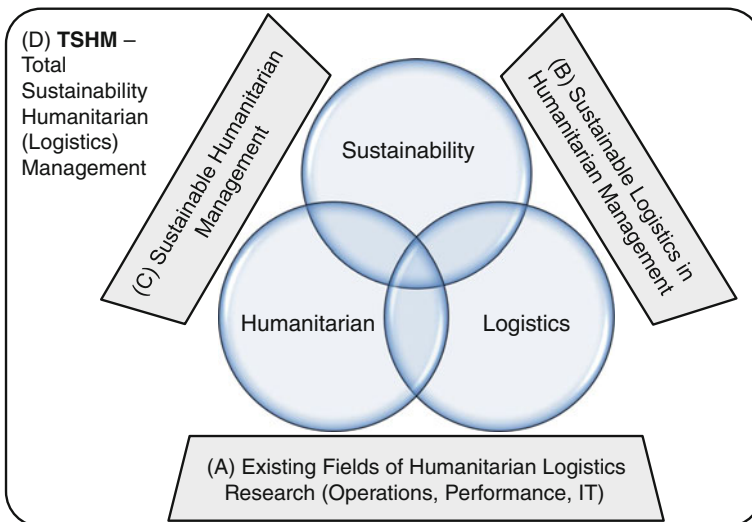 (D) TSHM –
Total
Sustainability
Humanitarian
(Logistics)
Management
(C) Sustainable Humanitarian
Management
(B) Sustainable Logistics in
Humanitarian Management
Sustainability
Humanitarian
Logistics
(A) Existing Fields of Humanitarian Logistics
Research (Operations, Performance, IT)